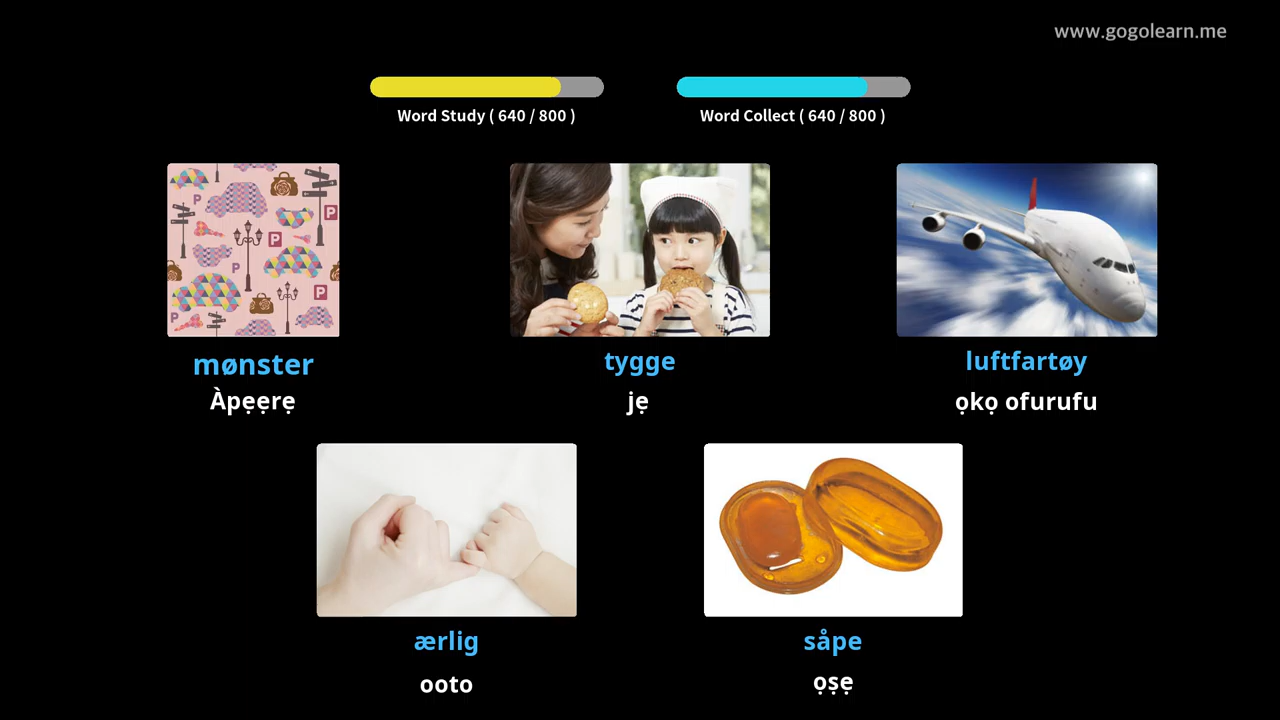 www.gogolearn.me
Word Study ( 640 / 800 )
Word Collect ( 640 / 800 )
P
P
P
P
P
P
mønster
Àpẹẹrẹ
tygge
jẹ
luftfartøy
ọkọ ofurufu
ærlig
ooto
såpe
ọṣẹ